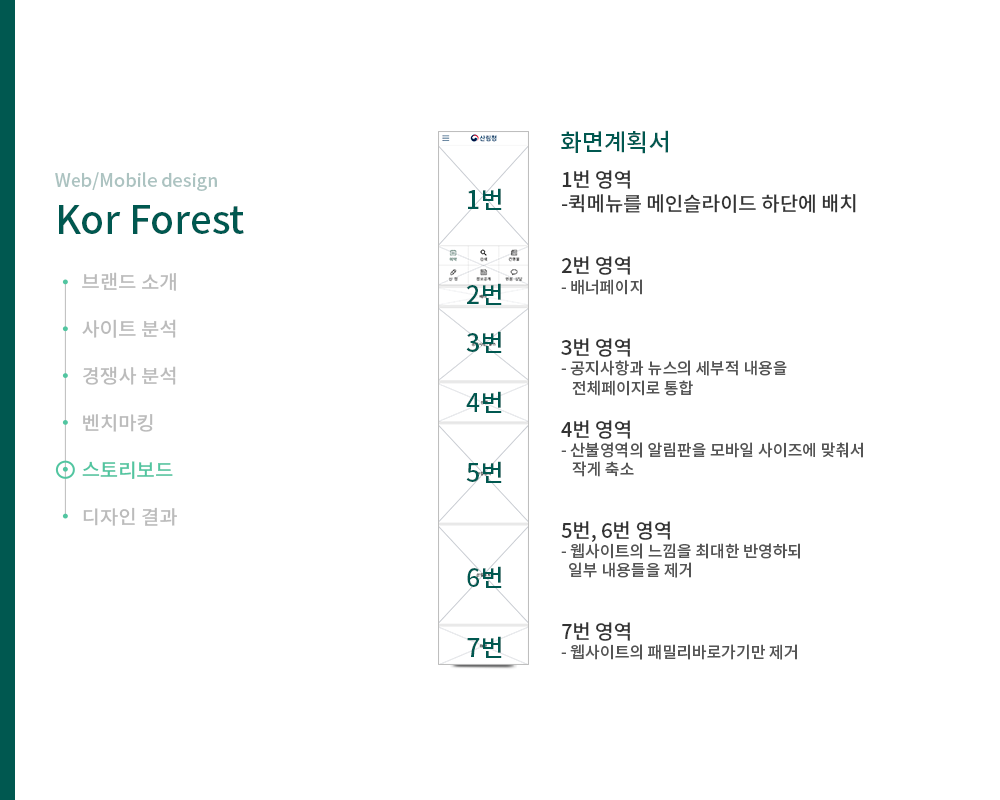 Web/Mobile design
Kor Forest
브랜드 소개
사이트 분석
경쟁사 분석
벤치마킹
스토리보드
디자인 결과
산림청
1번
2번
3번
4번
5번
6번
7번
화면계획서
1번 영역
-퀵메뉴를 메인슬라이드 하단에 배치
2번 영역
- 배너페이지
3번 영역
- 공지사항과 뉴스의 세부적 내용을
전체페이지로 통합
4번 영역
- 산불영역의 알림판을 모바일 사이즈에 맞춰서
작게 축소
5번, 6번 영역
- 웹사이트의 느낌을 최대한 반영하되
일부 내용들을 제거
7번 영역
- 웹사이트의 패밀리바로가기만 제거